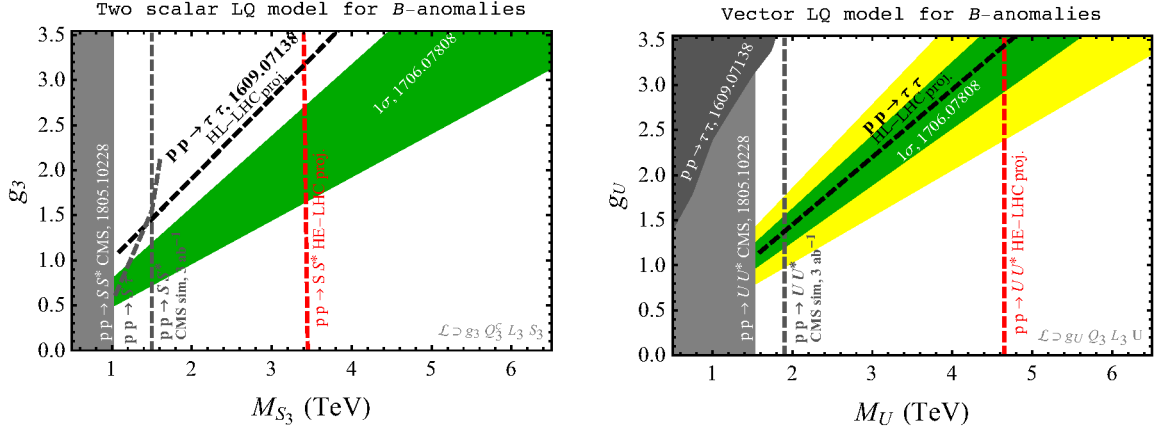 Two scalar LQ model for B-anomalies
g3
3.5
3.0
2.5
2.0
1.5
1.0
0.5
0.0
p p → S S* CMS, 1805.10228
p p → τ τ, 1609.07138
HL-LHC proj.
1σ, 1706.07808
p p → S S*
CMS sim, 3 ab⁻¹
p p → S S* HE-LHC proj.
ℒ ⊃ g3 Q3ᶜ L3 S3
1 2 3 4 5 6
M_S3 (TeV)
Vector LQ model for B-anomalies
gU
3.5
3.0
2.5
2.0
1.5
1.0
0.5
0.0
p p → τ τ, 1609.07138
p p → U U* CMS, 1805.10228
p p → τ τ
HL-LHC proj.
1σ, 1706.07808
p p → U U*
CMS sim, 3 ab⁻¹
p p → U U* HE-LHC proj.
ℒ ⊃ gU Q3 L3 U
1 2 3 4 5 6
MU (TeV)